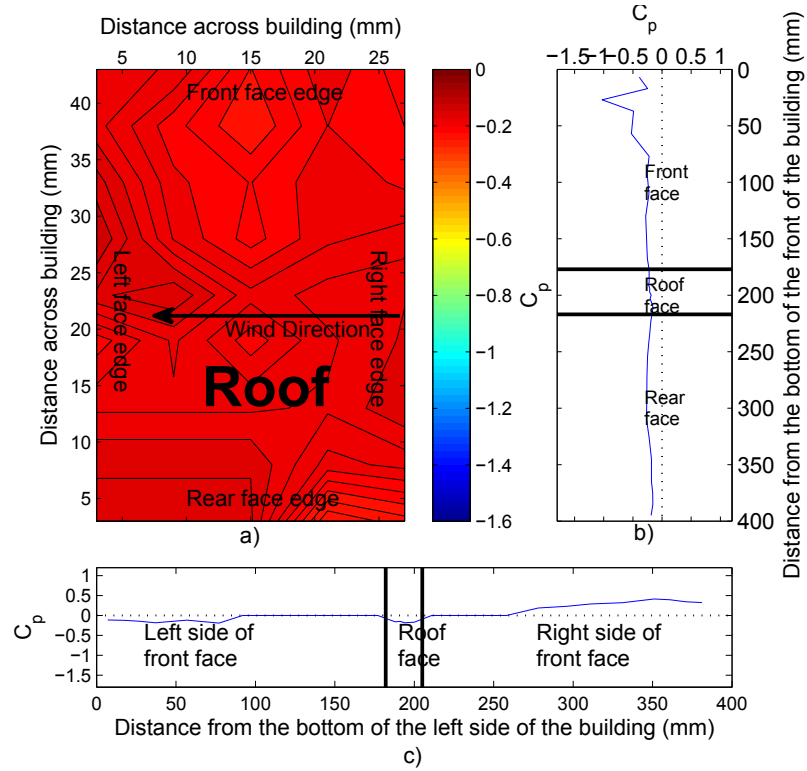 Distance across building (mm)
5 10 15 20 25
40
35
30
25
20
15
10
5
Distance across building (mm)
Front face edge
Left face edge
Right face edge
Wind Direction
Roof
Rear face edge
a)
0
−0.2
−0.4
−0.6
−0.8
−1
−1.2
−1.4
−1.6
C_p
C_p
−1.5 −1 −0.5 0 0.5 1
0
50
100
150
200
250
300
350
400
Front
face
Roof
face
Rear
face
Distance from the bottom of the front of the building (mm)
b)
1
0.5
0
−0.5
−1
−1.5
C_p
Left side of
front face
Roof
face
Right side of
front face
0 50 100 150 200 250 300 350 400
Distance from the bottom of the left side of the building (mm)
c)